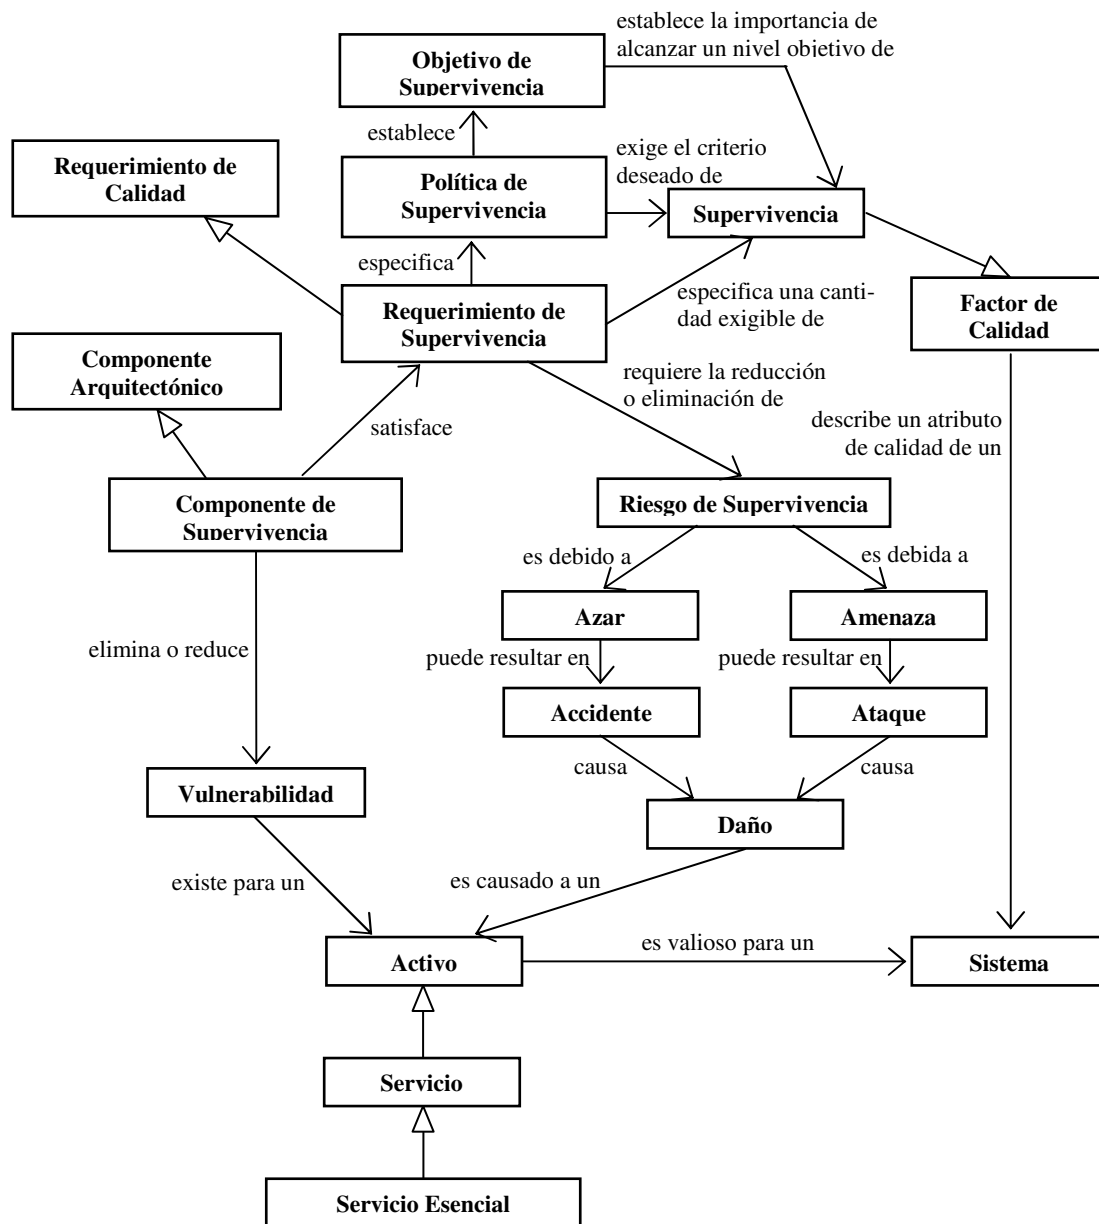 establece la importancia de
alcanzar un nivel objetivo de
Objetivo de
Supervivencia
establece
exige el criterio
deseado de
Requerimiento de
Calidad
Política de
Supervivencia
Supervivencia
especifica
especifica una canti-
dad exigible de
Requerimiento de
Supervivencia
Factor de
Calidad
Componente
Arquitectónico
requiere la reducción
o eliminación de
satisface
describe un atributo
de calidad de un
Componente de
Supervivencia
Riesgo de Supervivencia
es debido a
es debida a
Azar
Amenaza
elimina o reduce
puede resultar en
puede resultar en
Accidente
Ataque
causa
causa
Vulnerabilidad
Daño
existe para un
es causado a un
Activo
es valioso para un
Sistema
Servicio
Servicio Esencial